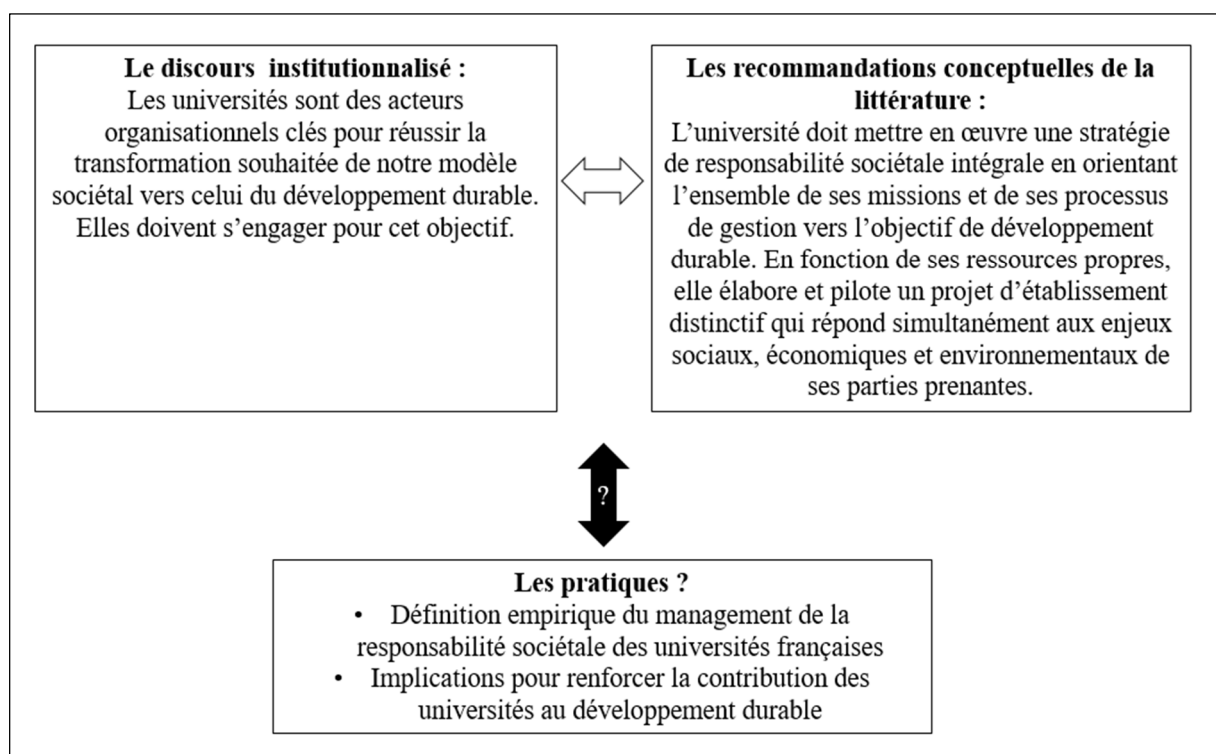 Le discours institutionnalisé :
Les universités sont des acteurs
organisationnels clés pour réussir la
transformation souhaitée de notre modèle
sociétal vers celui du développement durable.
Elles doivent s’engager pour cet objectif.
Les recommandations conceptuelles de la
littérature :
L’université doit mettre en œuvre une stratégie
de responsabilité sociétale intégrale en orientant
l’ensemble de ses missions et de ses processus
de gestion vers l’objectif de développement
durable. En fonction de ses ressources propres,
elle élabore et pilote un projet d’établissement
distinctif qui répond simultanément aux enjeux
sociaux, économiques et environnementaux de
ses parties prenantes.
?
Les pratiques ?
• Définition empirique du management de la
responsabilité sociétale des universités françaises
• Implications pour renforcer la contribution des
universités au développement durable